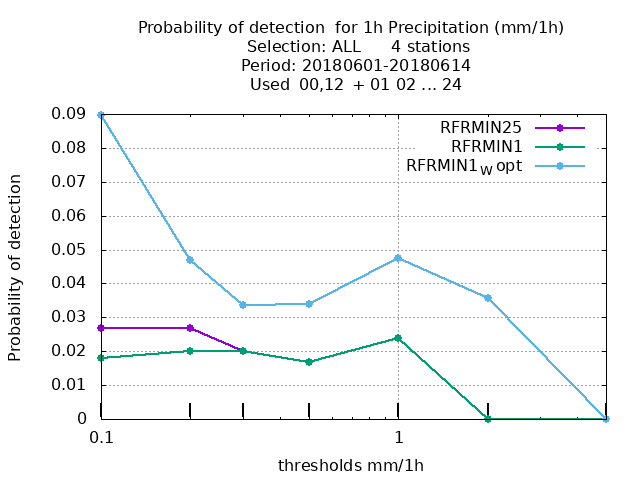 Probability of detection  for 1h Precipitation (mm/1h)
Selection: ALL      4 stations
Period: 20180601-20180614
Used  00,12  + 01 02 ... 24
RFRMIN25
RFRMIN1
RFRMIN1W opt
0.09
0.08
0.07
0.06
0.05
0.04
0.03
0.02
0.01
0
Probability of detection
0.1
1
thresholds mm/1h